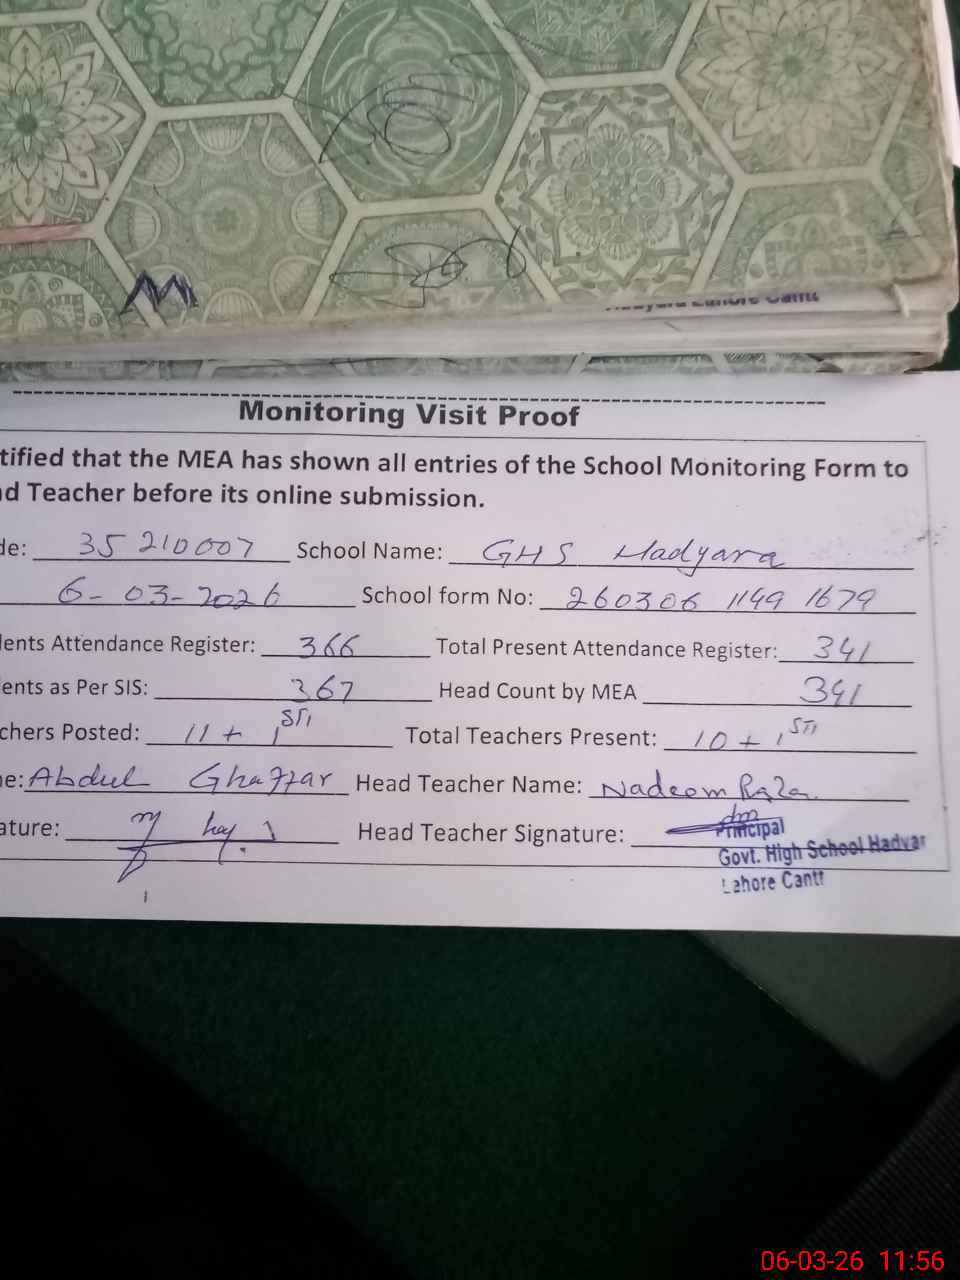 Lahore Cantt
Monitoring Visit Proof
tified that the MEA has shown all entries of the School Monitoring Form to
d Teacher before its online submission.
de: 35210007 School Name: GHS Hadyara
6-03-2026 School form No: 260306 1149 1679
ents Attendance Register: 366 Total Present Attendance Register: 341
ents as Per SIS: 367 Head Count by MEA 341
chers Posted: 11 + 1 STI Total Teachers Present: 10 + 1 STI
e: Abdul Ghaffar Head Teacher Name: Nadeem Raza
ature: Head Teacher Signature:
Principal
Govt. High School Hadyar
Lahore Cantt
06-03-26 11:56